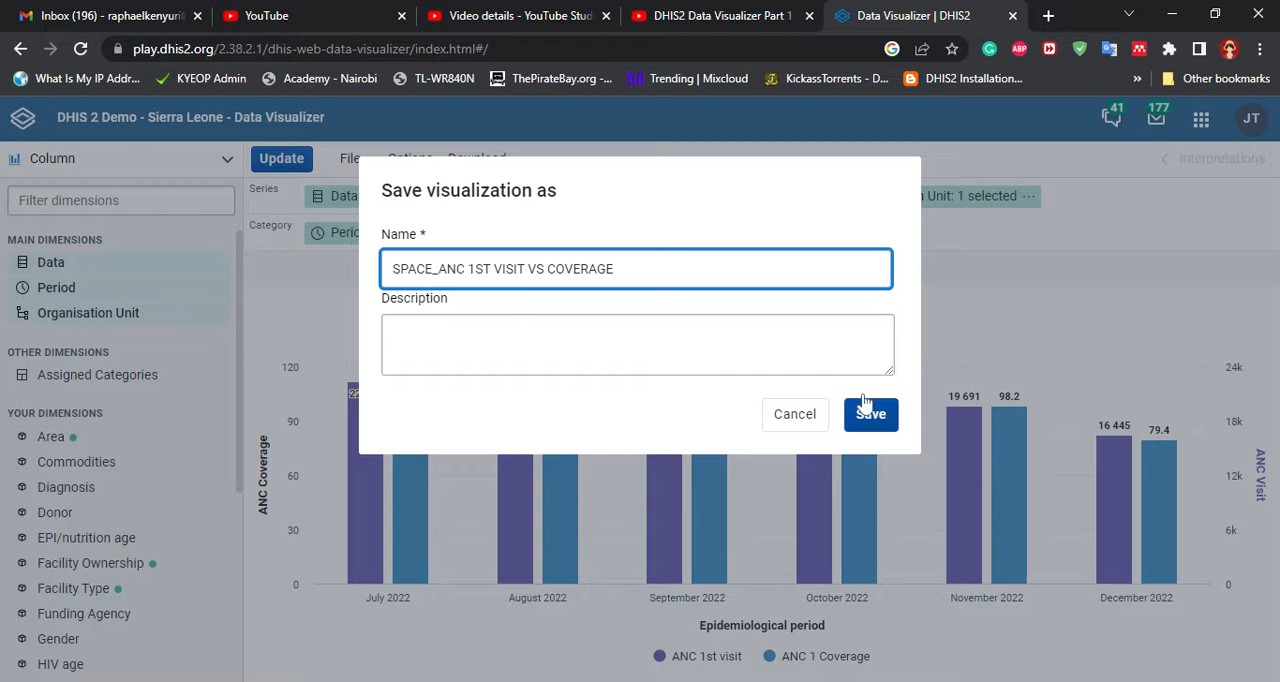 Inbox (196) - raphaelkenyuri
YouTube
Video details - YouTube Stud
DHIS2 Data Visualizer Part 1
Data Visualizer | DHIS2
play.dhis2.org/2.38.2.1/dhis-web-data-visualizer/index.html#/
What Is My IP Addr...
KYEOP Admin
Academy - Nairobi
TL-WR840N
ThePirateBay.org -...
Trending | Mixcloud
KickassTorrents - D...
DHIS2 Installation...
»
Other bookmarks
DHIS 2 Demo - Sierra Leone - Data Visualizer
41
177
JT
Column
Update
File
Options
Download
Interpretations
Filter dimensions
Series
Data
n Unit: 1 selected
Category
Perio
MAIN DIMENSIONS
Data
Period
Organisation Unit
OTHER DIMENSIONS
Assigned Categories
YOUR DIMENSIONS
Area
Commodities
Diagnosis
Donor
EPI/nutrition age
Facility Ownership
Facility Type
Funding Agency
Gender
HIV age
Save visualization as
Name *
SPACE_ANC 1ST VISIT VS COVERAGE
Description
Cancel
Save
120
90
60
30
0
ANC Coverage
22
19 691
98.2
16 445
79.4
24k
18k
12k
6k
0
ANC Visit
July 2022
August 2022
September 2022
October 2022
November 2022
December 2022
Epidemiological period
ANC 1st visit
ANC 1 Coverage